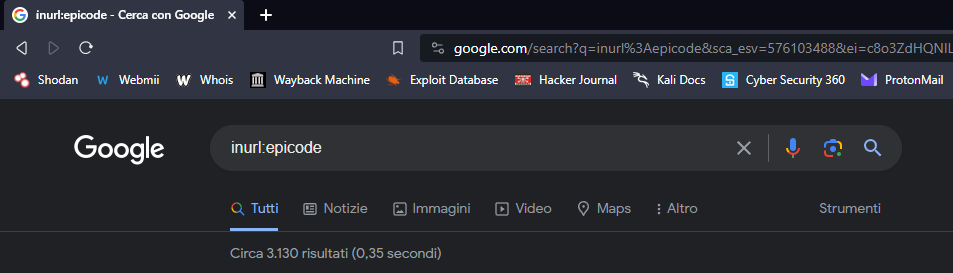 inurl:epicode - Cerca con Google
google.com/search?q=inurl%3Aepicode&sca_esv=576103488&ei=c8o3ZdHQNIL
Shodan Webmii Whois Wayback Machine Exploit Database Hacker Journal Kali Docs Cyber Security 360 ProtonMail
Google inurl:epicode
Tutti Notizie Immagini Video Maps Altro Strumenti
Circa 3.130 risultati (0,35 secondi)